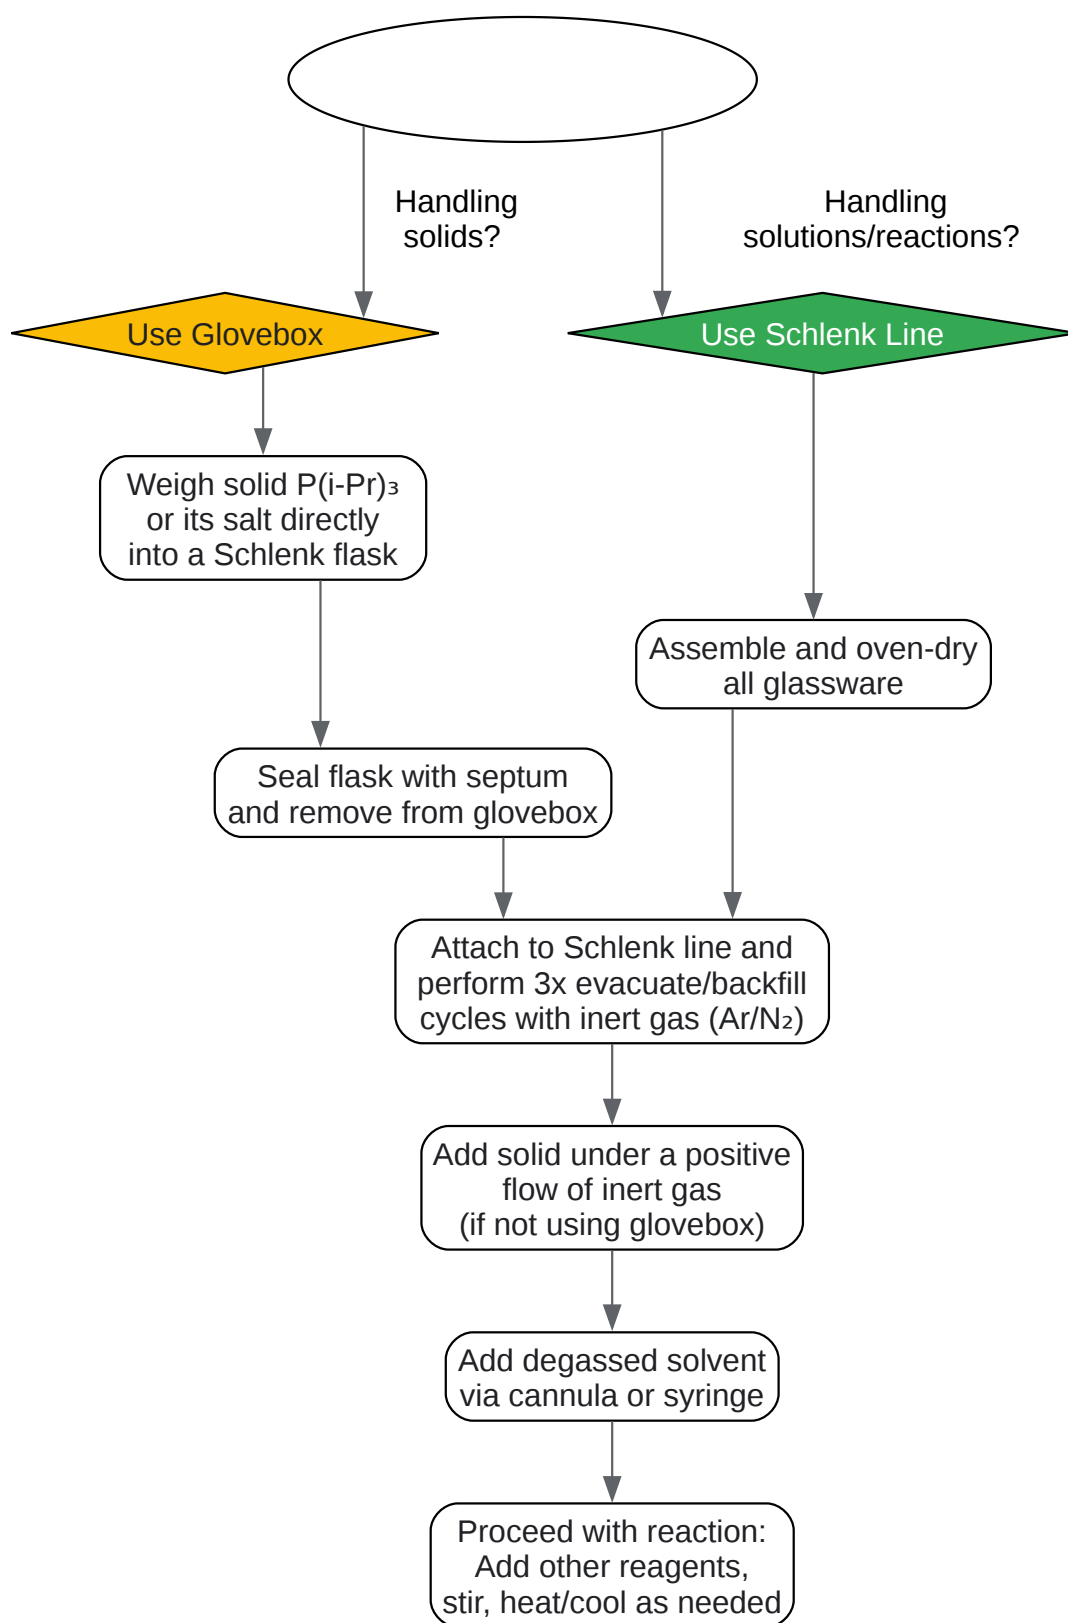 Handling
solids?
Handling
solutions/reactions?
Use Glovebox
Use Schlenk Line
Weigh solid P(i-Pr)₃
or its salt directly
into a Schlenk flask
Assemble and oven-dry
all glassware
Seal flask with septum
and remove from glovebox
Attach to Schlenk line and
perform 3x evacuate/backfill
cycles with inert gas (Ar/N₂)
Add solid under a positive
flow of inert gas
(if not using glovebox)
Add degassed solvent
via cannula or syringe
Proceed with reaction:
Add other reagents,
stir, heat/cool as needed